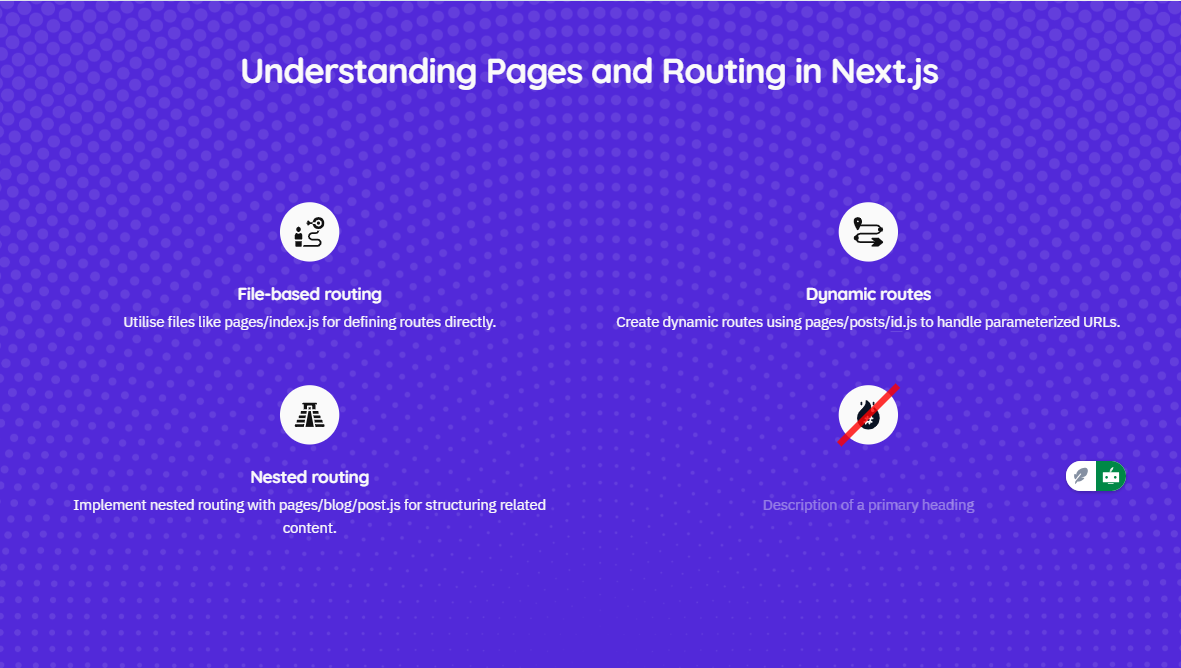 Understanding Pages and Routing in Next.js
File-based routing
Utilise files like pages/index.js for defining routes directly.
Dynamic routes
Create dynamic routes using pages/posts/id.js to handle parameterized URLs.
Nested routing
Implement nested routing with pages/blog/post.js for structuring related
content.
#
Description of a primary heading